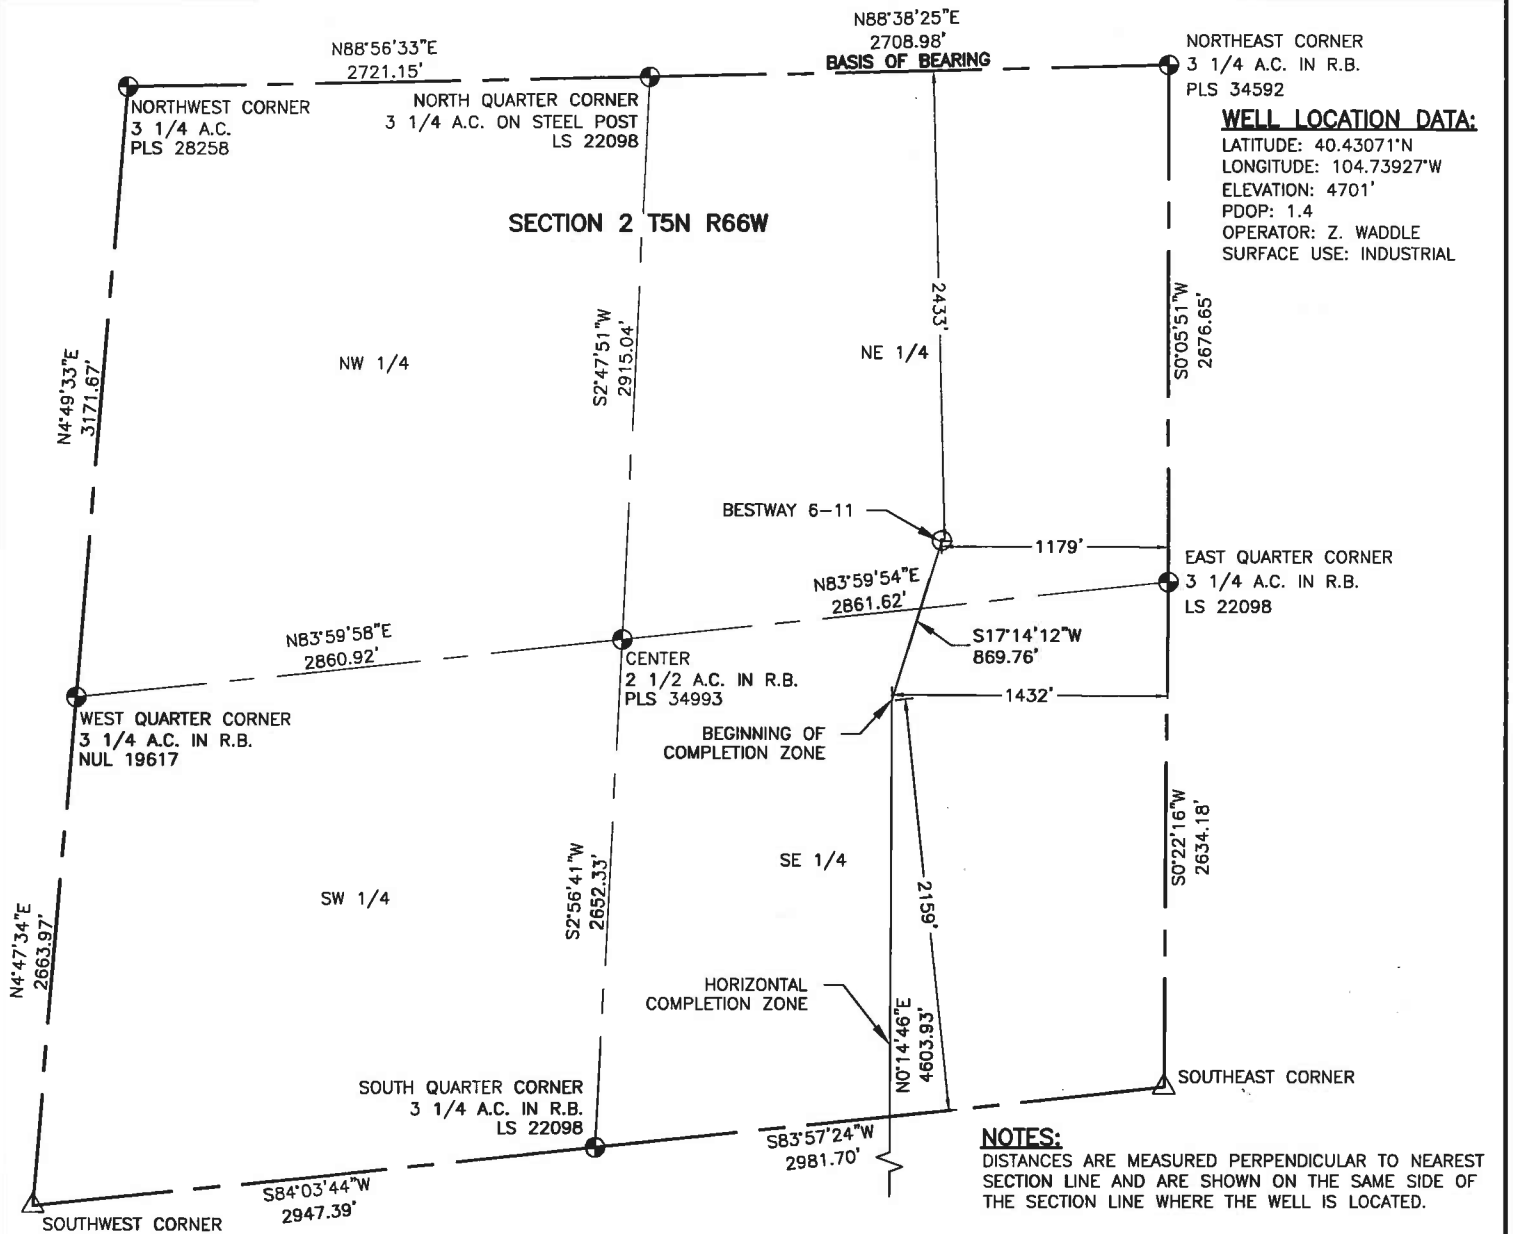 N88°38'25"E
2708.98'
BASIS OF BEARING
N88°56'33"E
2721.15'
NORTHEAST CORNER
3 1/4 A.C. IN R.B.
PLS 34592
NORTHWEST CORNER
3 1/4 A.C.
PLS 28258
NORTH QUARTER CORNER
3 1/4 A.C. ON STEEL POST
LS 22098
WELL LOCATION DATA:
LATITUDE: 40.43071°N
LONGITUDE: 104.73927°W
ELEVATION: 4701'
PDOP: 1.4
OPERATOR: Z. WADDLE
SURFACE USE: INDUSTRIAL
SECTION 2 T5N R66W
N4°49'33"E
3171.67'
NW 1/4
S2°47'51"W
2915.04'
2433'
NE 1/4
S0°05'51"W
2676.65'
BESTWAY 6-11
1179'
EAST QUARTER CORNER
3 1/4 A.C. IN R.B.
LS 22098
N83°59'54"E
2861.62'
N83°59'58"E
2860.92'
S17°14'12"W
869.76'
CENTER
2 1/2 A.C. IN R.B.
PLS 34993
1432'
WEST QUARTER CORNER
3 1/4 A.C. IN R.B.
NUL 19617
BEGINNING OF
COMPLETION ZONE
N4°47'34"E
2663.97'
SW 1/4
S2°56'41"W
2652.33'
SE 1/4
2159'
S0°22'16"W
2634.18'
HORIZONTAL
COMPLETION ZONE
N0°14'46"E
4603.93'
SOUTH QUARTER CORNER
3 1/4 A.C. IN R.B.
LS 22098
SOUTHEAST CORNER
S83°57'24"W
2981.70'
S84°03'44"W
2947.39'
SOUTHWEST CORNER
NOTES:
DISTANCES ARE MEASURED PERPENDICULAR TO NEAREST
SECTION LINE AND ARE SHOWN ON THE SAME SIDE OF
THE SECTION LINE WHERE THE WELL IS LOCATED.